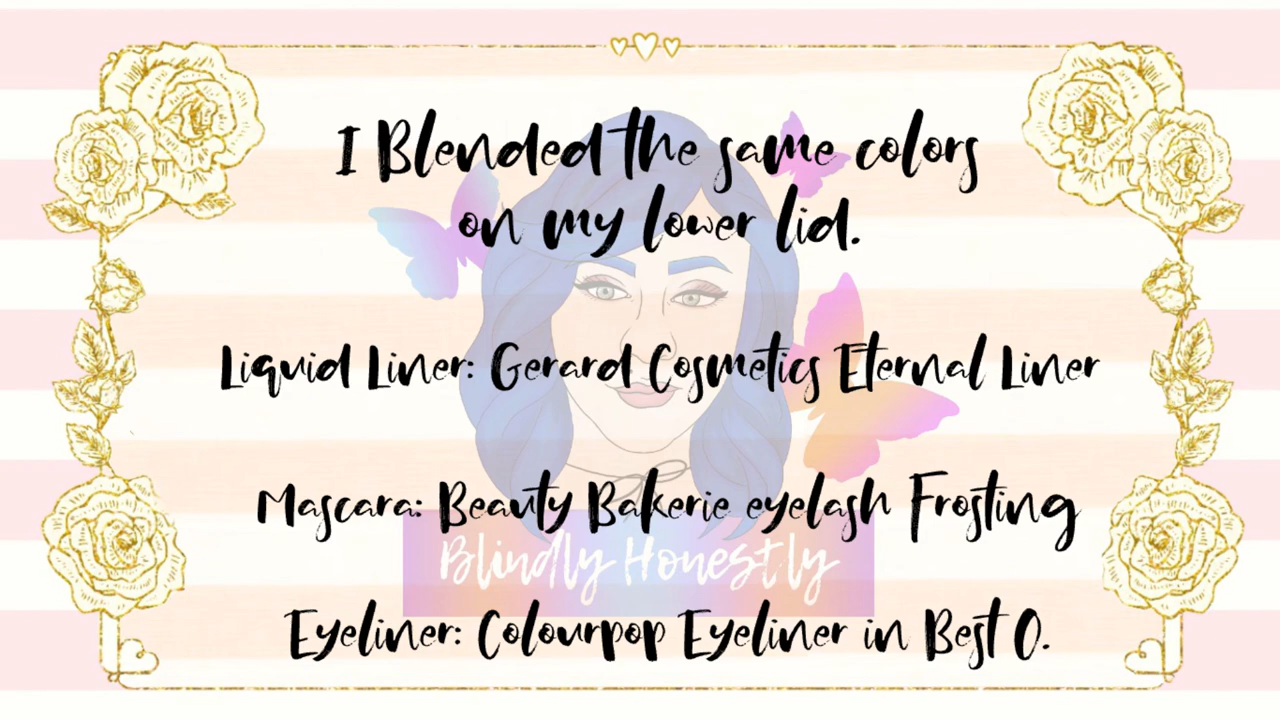 I Blended the same colors
on my lower lid.
Liquid Liner: Gerard Cosmetics Eternal Liner
Mascara: Beauty Bakerie eyelash Frosting
Blindly Honestly
Eyeliner: Colourpop Eyeliner in Best O.